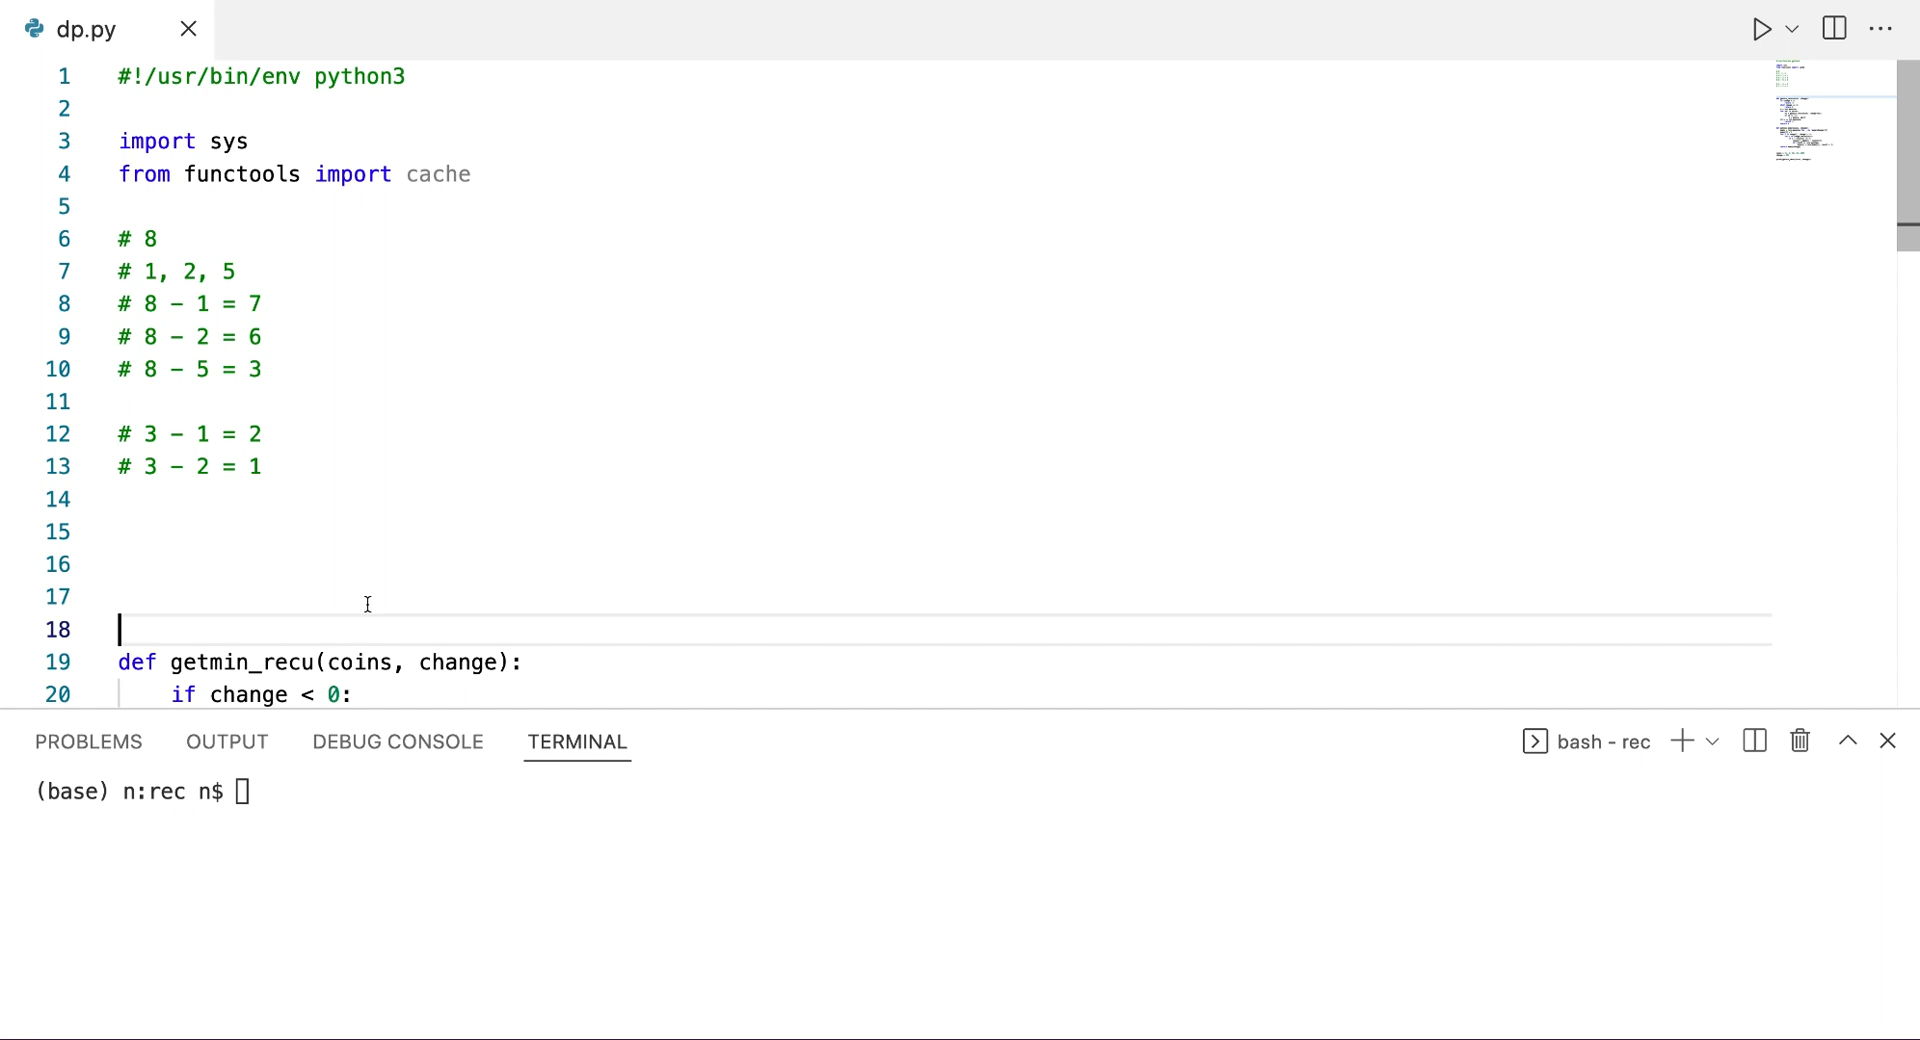 dp.py
1 #!/usr/bin/env python3
2
3 import sys
4 from functools import cache
5
6 # 8
7 # 1, 2, 5
8 # 8 - 1 = 7
9 # 8 - 2 = 6
10 # 8 - 5 = 3
11
12 # 3 - 1 = 2
13 # 3 - 2 = 1
14
15
16
17
18
19 def getmin_recu(coins, change):
20 if change < 0:
PROBLEMS OUTPUT DEBUG CONSOLE TERMINAL bash - rec
(base) n:rec n$